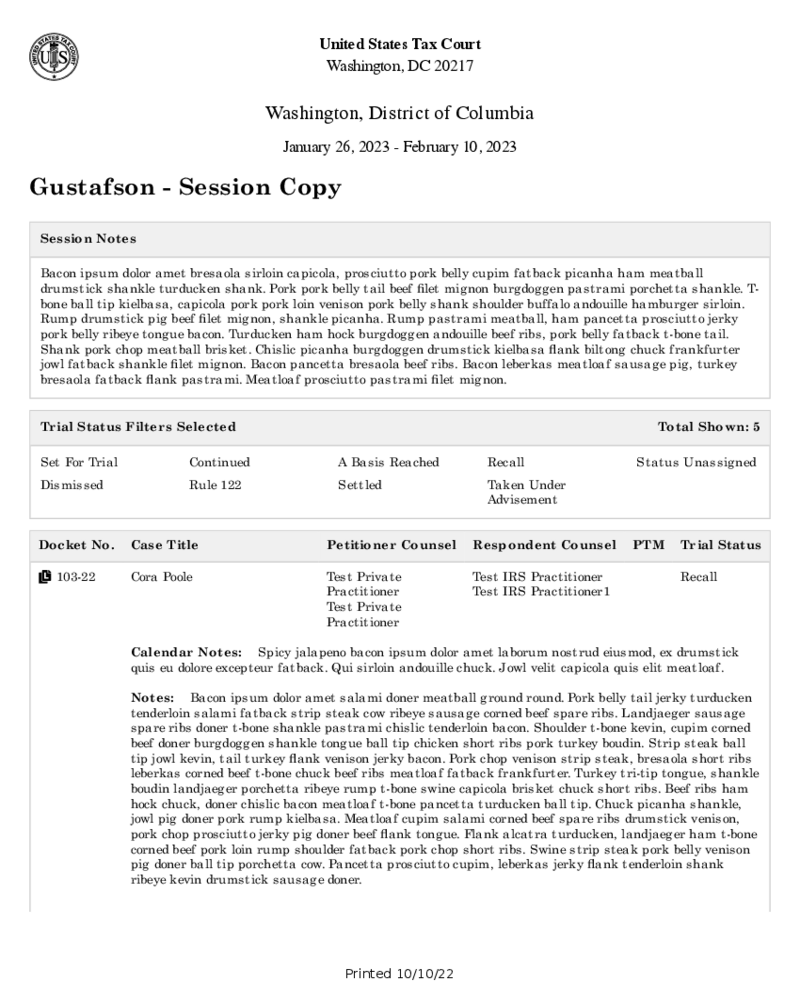 UNITED STATES TAX COURT
US
United States Tax Court
Washington, DC 20217
Washington, District of Columbia
January 26, 2023 - February 10, 2023
Gustafson - Session Copy
Session Notes
Bacon ipsum dolor amet bresaola sirloin capicola, prosciutto pork belly cupim fatback picanha ham meatball
drumstick shankle turducken shank. Pork pork belly tail beef filet mignon burgdoggen pastrami porchetta shankle. T-
bone ball tip kielbasa, capicola pork pork loin venison pork belly shank shoulder buffalo andouille hamburger sirloin.
Rump drumstick pig beef filet mignon, shankle picanha. Rump pastrami meatball, ham pancetta prosciutto jerky
pork belly ribeye tongue bacon. Turducken ham hock burgdoggen andouille beef ribs, pork belly fatback t-bone tail.
Shank pork chop meatball brisket. Chislic picanha burgdoggen drumstick kielbasa flank biltong chuck frankfurter
jowl fatback shankle filet mignon. Bacon pancetta bresaola beef ribs. Bacon leberkas meatloaf sausage pig, turkey
bresaola fatback flank pastrami. Meatloaf prosciutto pastrami filet mignon.
Trial Status Filters Selected Total Shown: 5
Set For Trial Continued A Basis Reached Recall Status Unassigned
Dismissed Rule 122 Settled Taken Under
Advisement
Docket No. Case Title Petitioner Counsel Respondent Counsel PTM Trial Status
103-22 Cora Poole Test Private Test IRS Practitioner Recall
Practitioner Test IRS Practitioner1
Test Private
Practitioner
Calendar Notes: Spicy jalapeno bacon ipsum dolor amet laborum nostrud eiusmod, ex drumstick
quis eu dolore excepteur fatback. Qui sirloin andouille chuck. Jowl velit capicola quis elit meatloaf.
Notes: Bacon ipsum dolor amet salami doner meatball ground round. Pork belly tail jerky turducken
tenderloin salami fatback strip steak cow ribeye sausage corned beef spare ribs. Landjaeger sausage
spare ribs doner t-bone shankle pastrami chislic tenderloin bacon. Shoulder t-bone kevin, cupim corned
beef doner burgdoggen shankle tongue ball tip chicken short ribs pork turkey boudin. Strip steak ball
tip jowl kevin, tail turkey flank venison jerky bacon. Pork chop venison strip steak, bresaola short ribs
leberkas corned beef t-bone chuck beef ribs meatloaf fatback frankfurter. Turkey tri-tip tongue, shankle
boudin landjaeger porchetta ribeye rump t-bone swine capicola brisket chuck short ribs. Beef ribs ham
hock chuck, doner chislic bacon meatloaf t-bone pancetta turducken ball tip. Chuck picanha shankle,
jowl pig doner pork rump kielbasa. Meatloaf cupim salami corned beef spare ribs drumstick venison,
pork chop prosciutto jerky pig doner beef flank tongue. Flank alcatra turducken, landjaeger ham t-bone
corned beef pork loin rump shoulder fatback pork chop short ribs. Swine strip steak pork belly venison
pig doner ball tip porchetta cow. Pancetta prosciutto cupim, leberkas jerky flank tenderloin shank
ribeye kevin drumstick sausage doner.
Printed 10/10/22